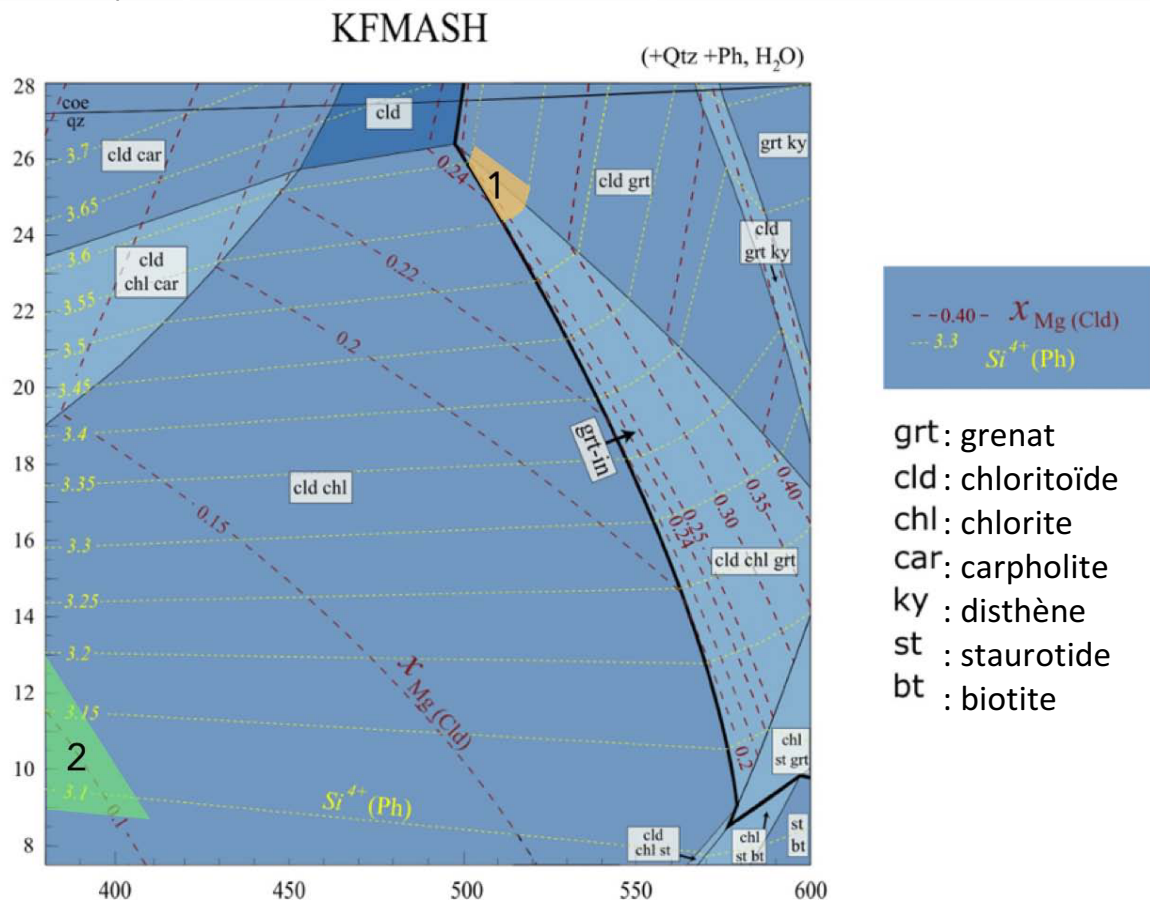 KFMASH
(+Qtz +Ph, H₂O)
28
26
24
22
20
18
16
14
12
10
8
400
450
500
550
600
coe
qz
cld
3.7
cld car
grt ky
0.24
1
cld grt
3.65
cld
grt ky
3.6
cld
chl car
0.22
3.55
0.2
3.5
3.45
3.4
grt-in
cld chl
3.35
0.15
0.40
0.35
0.30
0.25
0.24
3.3
cld chl grt
3.25
3.2
x Mg (Cld)
3.15
2
0.2
chl
st grt
3.1
0.1
Si⁴⁺(Ph)
cld
chl st
chl
st bt
st
bt
--0.40- x Mg (Cld)
---3.3
Si⁴⁺(Ph)
grt : grenat
cld : chloritoïde
chl : chlorite
car : carpholite
ky : disthène
st : staurotide
bt : biotite